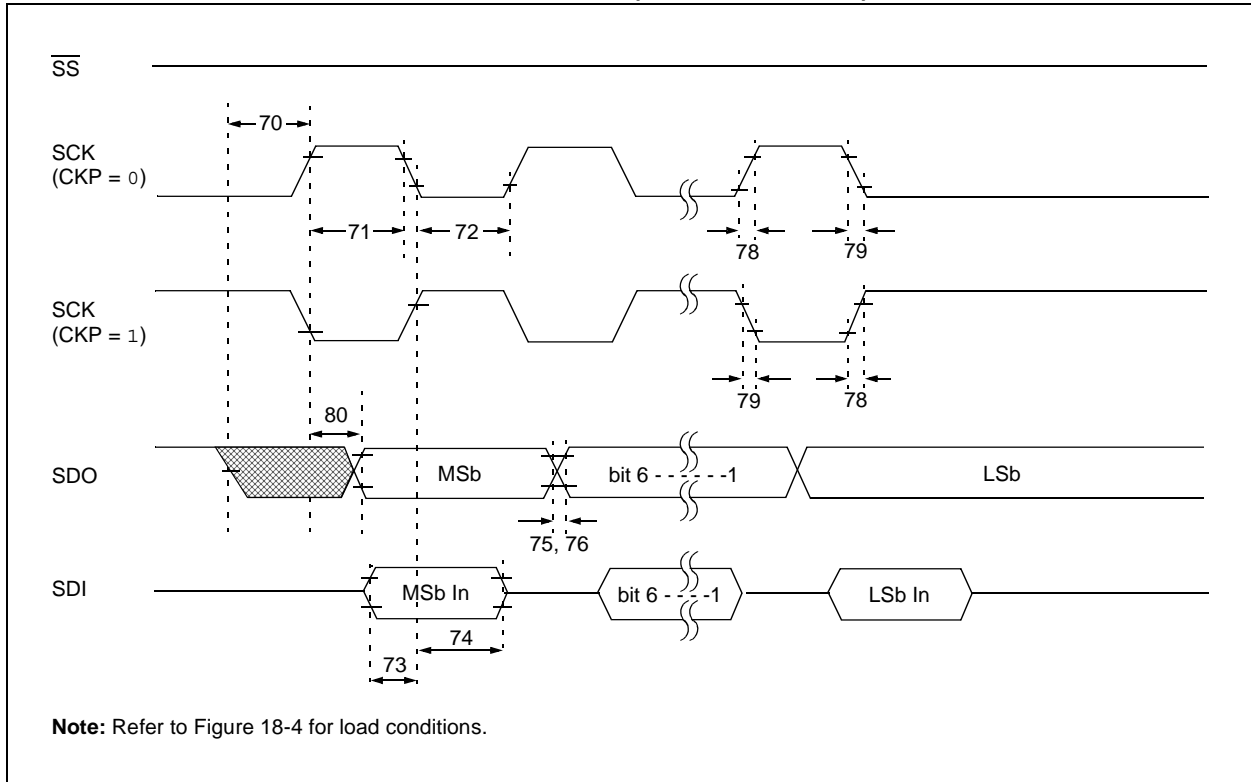 SS
70
SCK
(CKP = 0)
71
72
78
79
SCK
(CKP = 1)
79
78
80
SDO
MSb
bit 6 - - - - - -1
LSb
75, 76
SDI
MSb In
bit 6 - - - - -1
LSb In
74
73
Note: Refer to Figure 18-4 for load conditions.